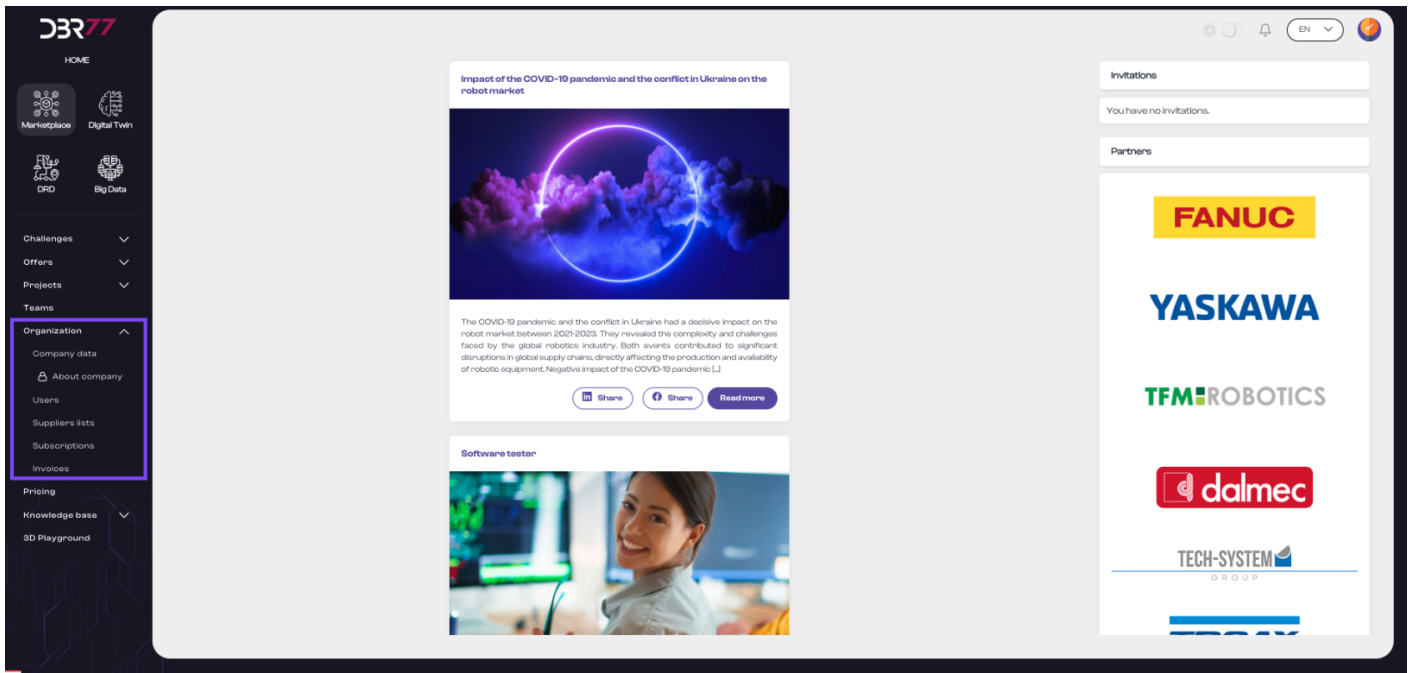 DBR77
HOME
Marketplace
Digital Twin
DRD
Big Data
Challenges
Offers
Projects
Teams
Organization
Company data
About company
Users
Suppliers lists
Subscriptions
Invoices
Pricing
Knowledge base
3D Playground
Impact of the COVID-19 pandemic and the conflict in Ukraine on the
robot market
The COVID-19 pandemic and the conflict in Ukraine had a decisive impact on the
robot market between 2021-2023. They revealed the complexity and challenges
faced by the global robotics industry. Both events contributed to significant
disruptions in global supply chains, directly affecting the production and availability
of robotic equipment. Negative impact of the COVID-19 pandemic [...]
Share
Share
Read more
Software tester
EN
Invitations
You have no invitations.
Partners
FANUC
YASKAWA
TFM ROBOTICS
dalmec
TECH-SYSTEM
GROUP